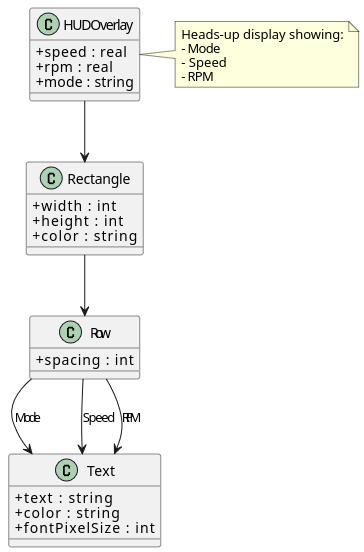 C HUDOverlay
+speed : real
+rpm : real
+mode : string
Heads-up display showing:
- Mode
- Speed
- RPM
C Rectangle
+width : int
+height : int
+color : string
C Row
+spacing : int
Mode Speed RPM
C Text
+text : string
+color : string
+fontPixelSize : int